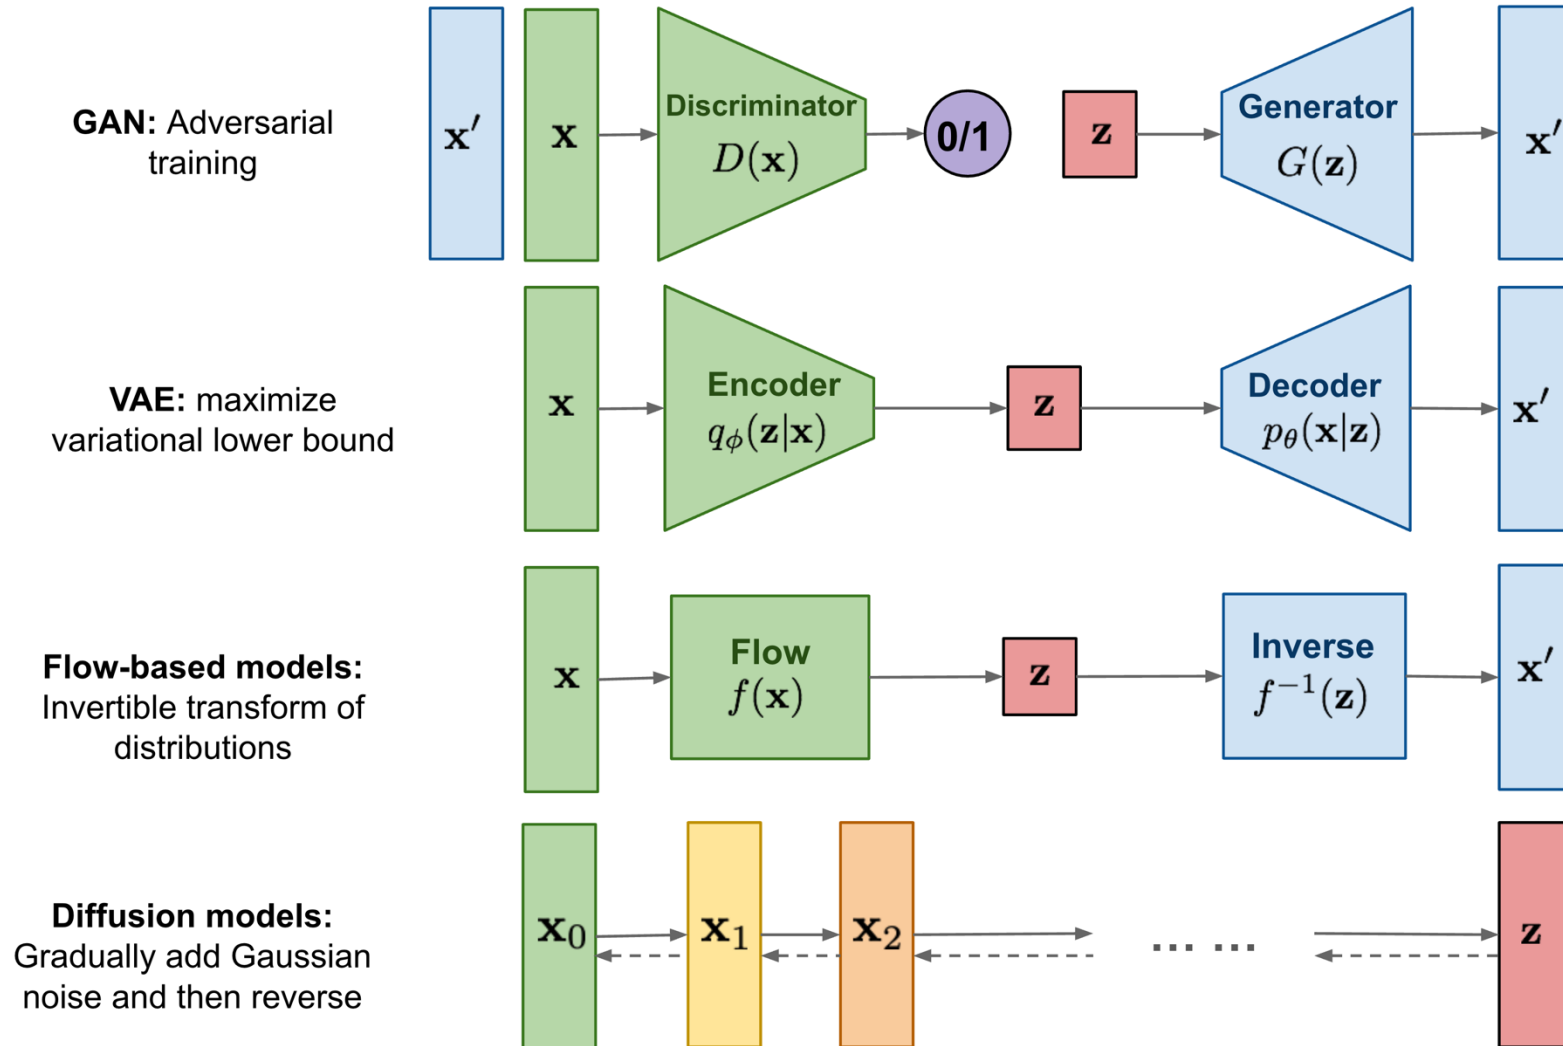 GAN: Adversarial
training
x′
x
Discriminator
D(x)
0/1
z
Generator
G(z)
x′
VAE: maximize
variational lower bound
x
Encoder
qϕ(z|x)
z
Decoder
pθ(x|z)
x′
Flow-based models:
Invertible transform of
distributions
x
Flow
f(x)
z
Inverse
f⁻¹(z)
x′
Diffusion models:
Gradually add Gaussian
noise and then reverse
x₀
x₁
x₂
... ...
z